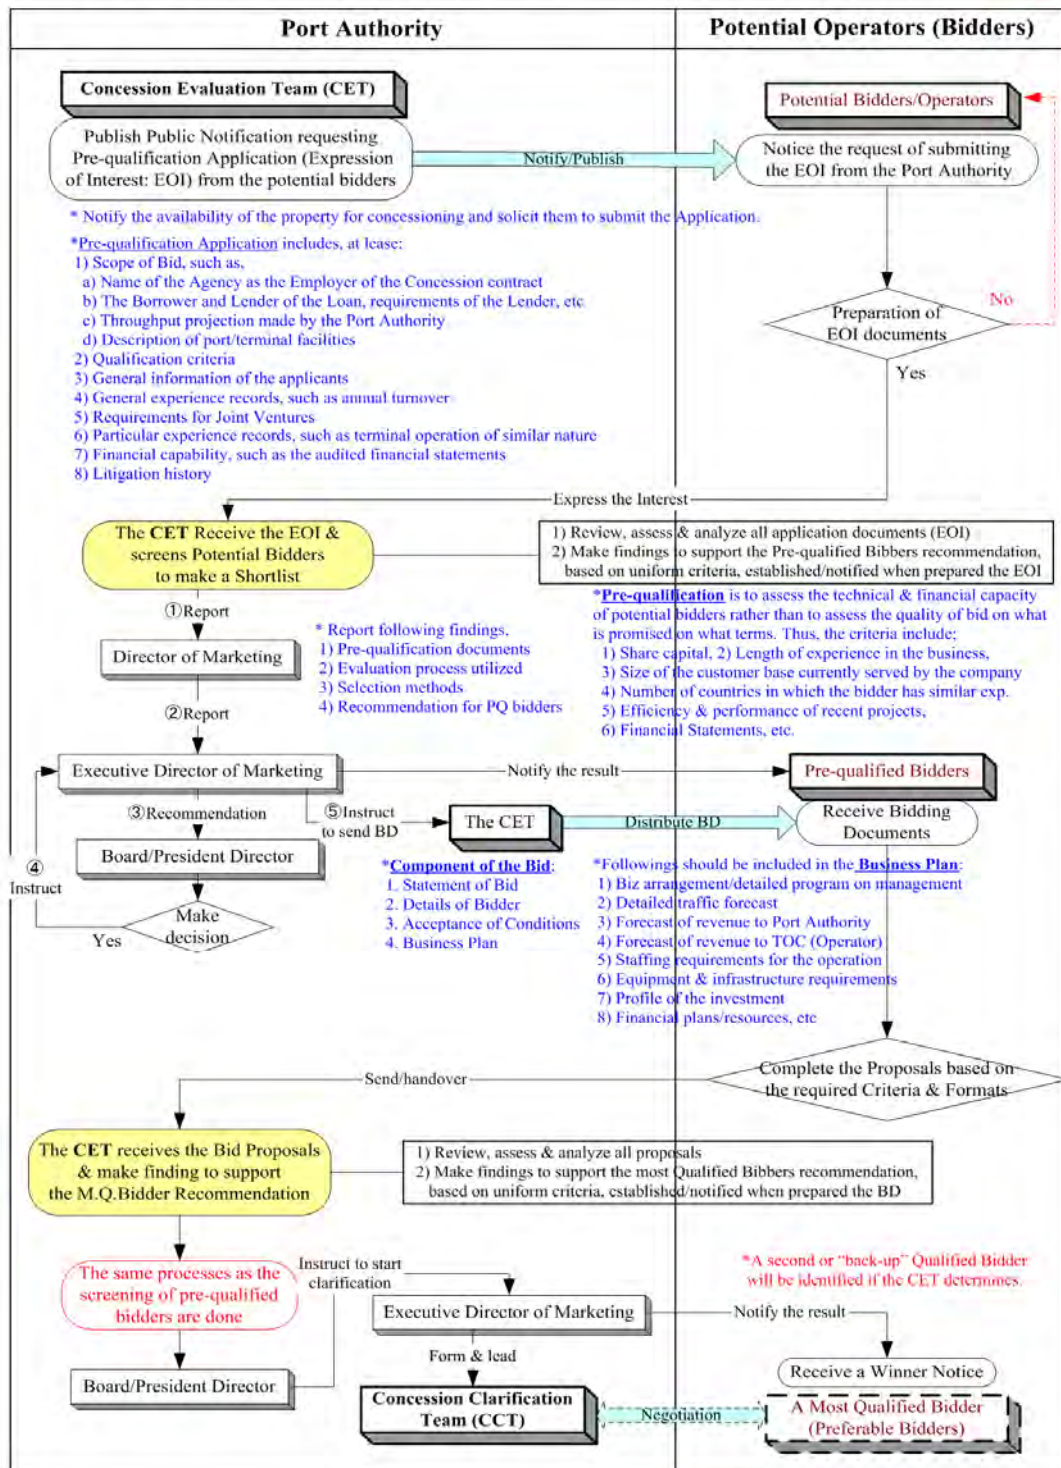 Port Authority
Potential Operators (Bidders)
Concession Evaluation Team (CET)
Potential Bidders/Operators
Publish Public Notification requesting
Pre-qualification Application (Expression
of Interest: EOI) from the potential bidders
Notify/Publish
Notice the request of submitting
the EOI from the Port Authority
* Notify the availability of the property for concessioning and solicit them to submit the Application.
*Pre-qualification Application includes, at lease:
1) Scope of Bid, such as,
a) Name of the Agency as the Employer of the Concession contract
b) The Borrower and Lender of the Loan, requirements of the Lender, etc
c) Throughput projection made by the Port Authority
d) Description of port/terminal facilities
2) Qualification criteria
3) General information of the applicants
4) General experience records, such as annual turnover
5) Requirements for Joint Ventures
6) Particular experience records, such as terminal operation of similar nature
7) Financial capability, such as the audited financial statements
8) Litigation history
No
Preparation of
EOI documents
Yes
Express the Interest
The CET Receive the EOI &
screens Potential Bidders
to make a Shortlist
1) Review, assess & analyze all application documents (EOI)
2) Make findings to support the Pre-qualified Bibbers recommendation,
based on uniform criteria, established/notified when prepared the EOI
①Report
Director of Marketing
* Report following findings,
1) Pre-qualification documents
2) Evaluation process utilized
3) Selection methods
4) Recommendation for PQ bidders
*Pre-qualification is to assess the technical & financial capacity
of potential bidders rather than to assess the quality of bid on what
is promised on what terms. Thus, the criteria include;
1) Share capital, 2) Length of experience in the business,
3) Size of the customer base currently served by the company
4) Number of countries in which the bidder has similar exp.
5) Efficiency & performance of recent projects,
6) Financial Statements, etc.
②Report
Executive Director of Marketing
Notify the result
Pre-qualified Bidders
③Recommendation
⑤Instruct
to send BD
The CET
Distribute BD
Receive Bidding
Documents
Board/President Director
④
Instruct
Make
decision
Yes
*Component of the Bid:
1. Statement of Bid
2. Details of Bidder
3. Acceptance of Conditions
4. Business Plan
*Followings should be included in the Business Plan:
1) Biz arrangement/detailed program on management
2) Detailed traffic forecast
3) Forecast of revenue to Port Authority
4) Forecast of revenue to TOC (Operator)
5) Staffing requirements for the operation
6) Equipment & infrastructure requirements
7) Profile of the investment
8) Financial plans/resources, etc
Complete the Proposals based on
the required Criteria & Formats
Send/handover
The CET receives the Bid Proposals
& make finding to support
the M.Q.Bidder Recommendation
1) Review, assess & analyze all proposals
2) Make findings to support the most Qualified Bibbers recommendation,
based on uniform criteria, established/notified when prepared the BD
The same processes as the
screening of pre-qualified
bidders are done
Instruct to start
clarification
*A second or "back-up" Qualified Bidder
will be identified if the CET determines.
Executive Director of Marketing
Notify the result
Form & lead
Board/President Director
Receive a Winner Notice
Concession Clarification
Team (CCT)
Negotiation
A Most Qualified Bidder
(Preferable Bidders)